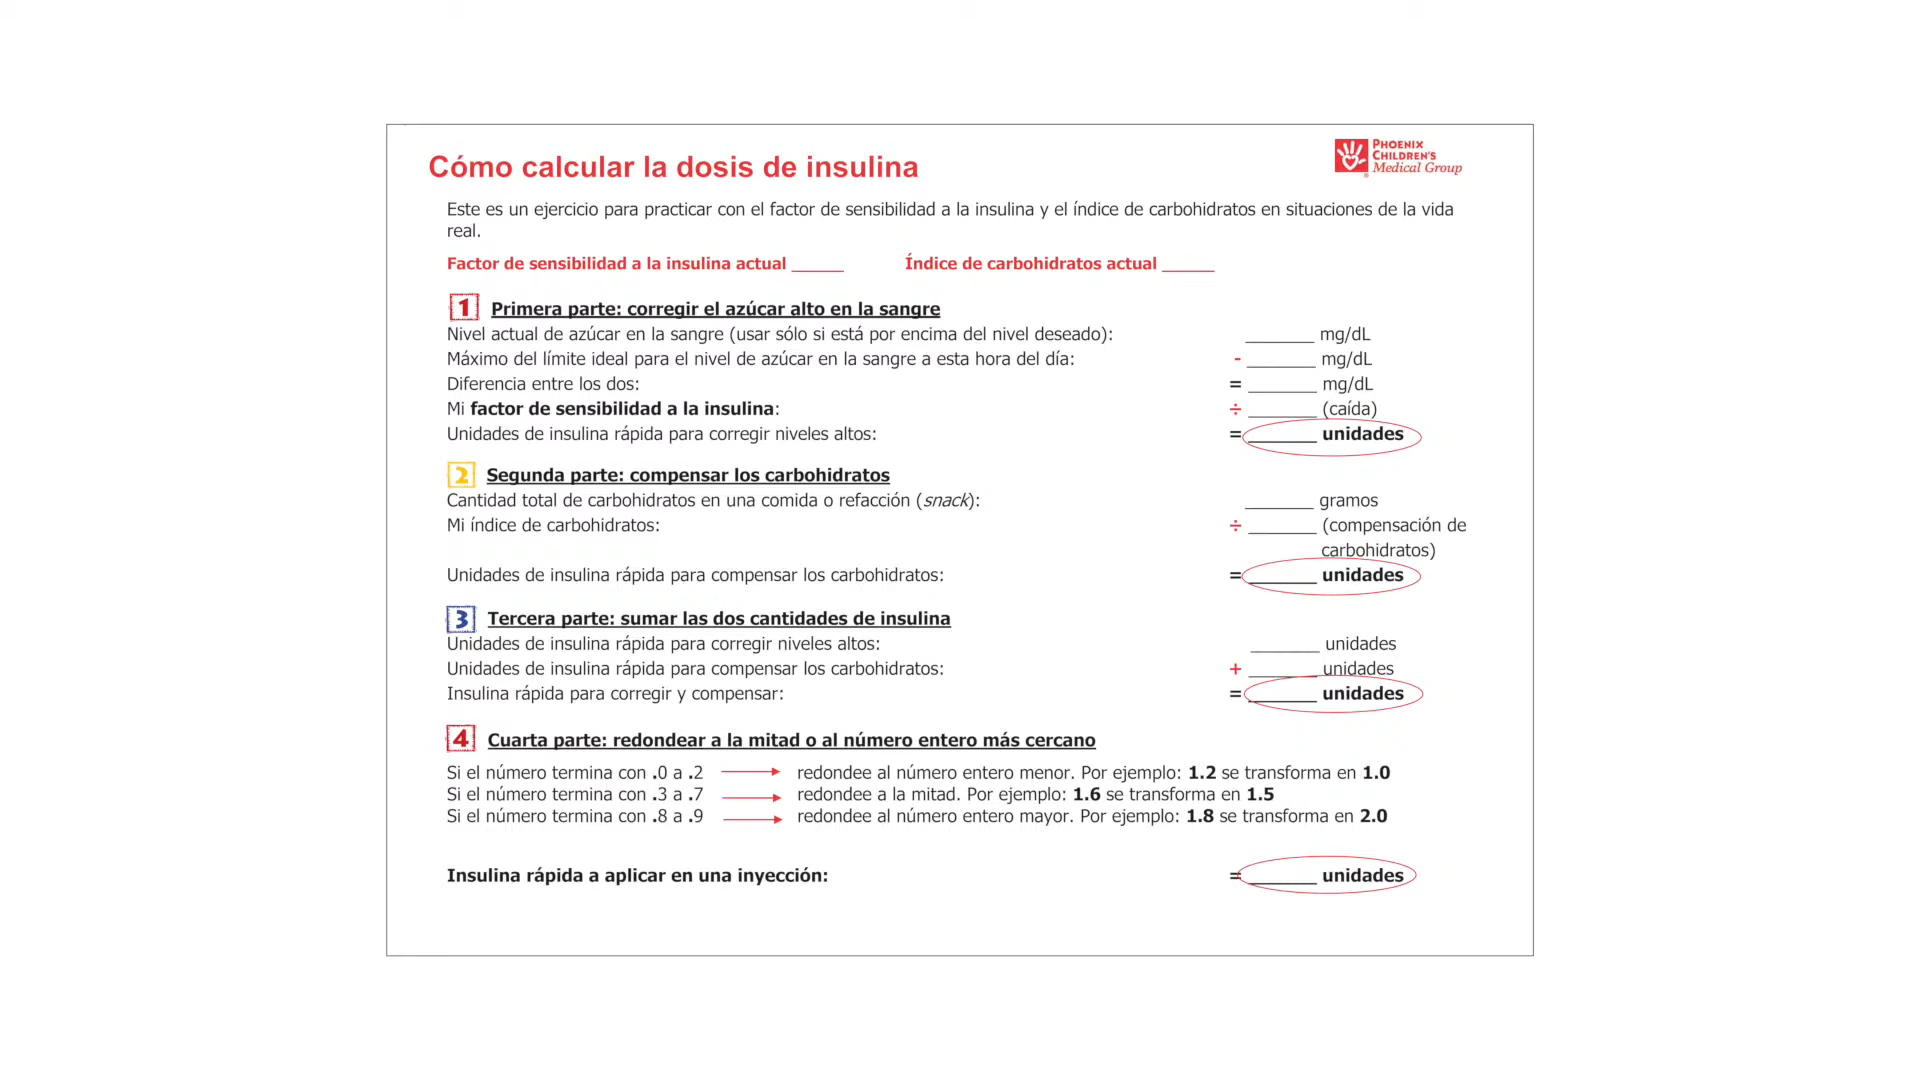 Cómo calcular la dosis de insulina
PHOENIX
CHILDREN'S
Medical Group
Este es un ejercicio para practicar con el factor de sensibilidad a la insulina y el índice de carbohidratos en situaciones de la vida
real.
Factor de sensibilidad a la insulina actual _____ Índice de carbohidratos actual _____
1 Primera parte: corregir el azúcar alto en la sangre
Nivel actual de azúcar en la sangre (usar sólo si está por encima del nivel deseado): _______ mg/dL
Máximo del límite ideal para el nivel de azúcar en la sangre a esta hora del día: - _______ mg/dL
Diferencia entre los dos: = _______ mg/dL
Mi factor de sensibilidad a la insulina: ÷ _______ (caída)
Unidades de insulina rápida para corregir niveles altos: = _______ unidades
2 Segunda parte: compensar los carbohidratos
Cantidad total de carbohidratos en una comida o refacción (snack): _______ gramos
Mi índice de carbohidratos: ÷ _______ (compensación de
carbohidratos)
Unidades de insulina rápida para compensar los carbohidratos: = _______ unidades
3 Tercera parte: sumar las dos cantidades de insulina
Unidades de insulina rápida para corregir niveles altos: _______ unidades
Unidades de insulina rápida para compensar los carbohidratos: + _______ unidades
Insulina rápida para corregir y compensar: = _______ unidades
4 Cuarta parte: redondear a la mitad o al número entero más cercano
Si el número termina con .0 a .2 → redondee al número entero menor. Por ejemplo: 1.2 se transforma en 1.0
Si el número termina con .3 a .7 → redondee a la mitad. Por ejemplo: 1.6 se transforma en 1.5
Si el número termina con .8 a .9 → redondee al número entero mayor. Por ejemplo: 1.8 se transforma en 2.0
Insulina rápida a aplicar en una inyección: = _______ unidades